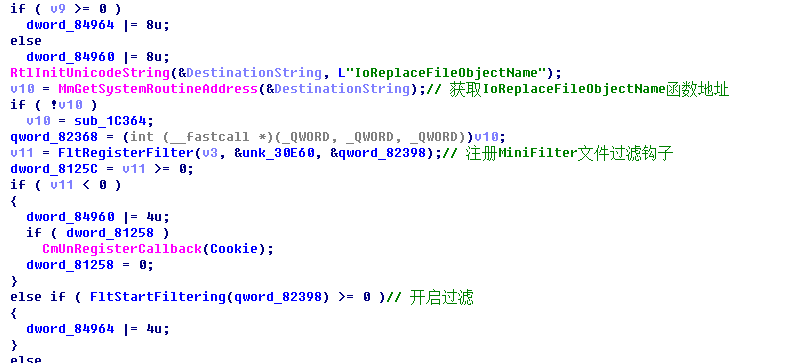 if ( v9 >= 0 )
  dword_84964 |= 8u;
else
  dword_84960 |= 8u;
RtlInitUnicodeString(&DestinationString, L"IoReplaceFileObjectName");
v10 = MmGetSystemRoutineAddress(&DestinationString);// 获取IoReplaceFileObjectName函数地址
if ( !v10 )
  v10 = sub_1C364;
qword_82368 = (int (__fastcall *)(_QWORD, _QWORD, _QWORD))v10;
v11 = FltRegisterFilter(v3, &unk_30E60, &qword_82398);// 注册MiniFilter文件过滤钩子
dword_8125C = v11 >= 0;
if ( v11 < 0 )
{
  dword_84960 |= 4u;
  if ( dword_81258 )
    CmUnRegisterCallback(Cookie);
  dword_81258 = 0;
}
else if ( FltStartFiltering(qword_82398) >= 0 )// 开启过滤
{
  dword_84964 |= 4u;
}
else